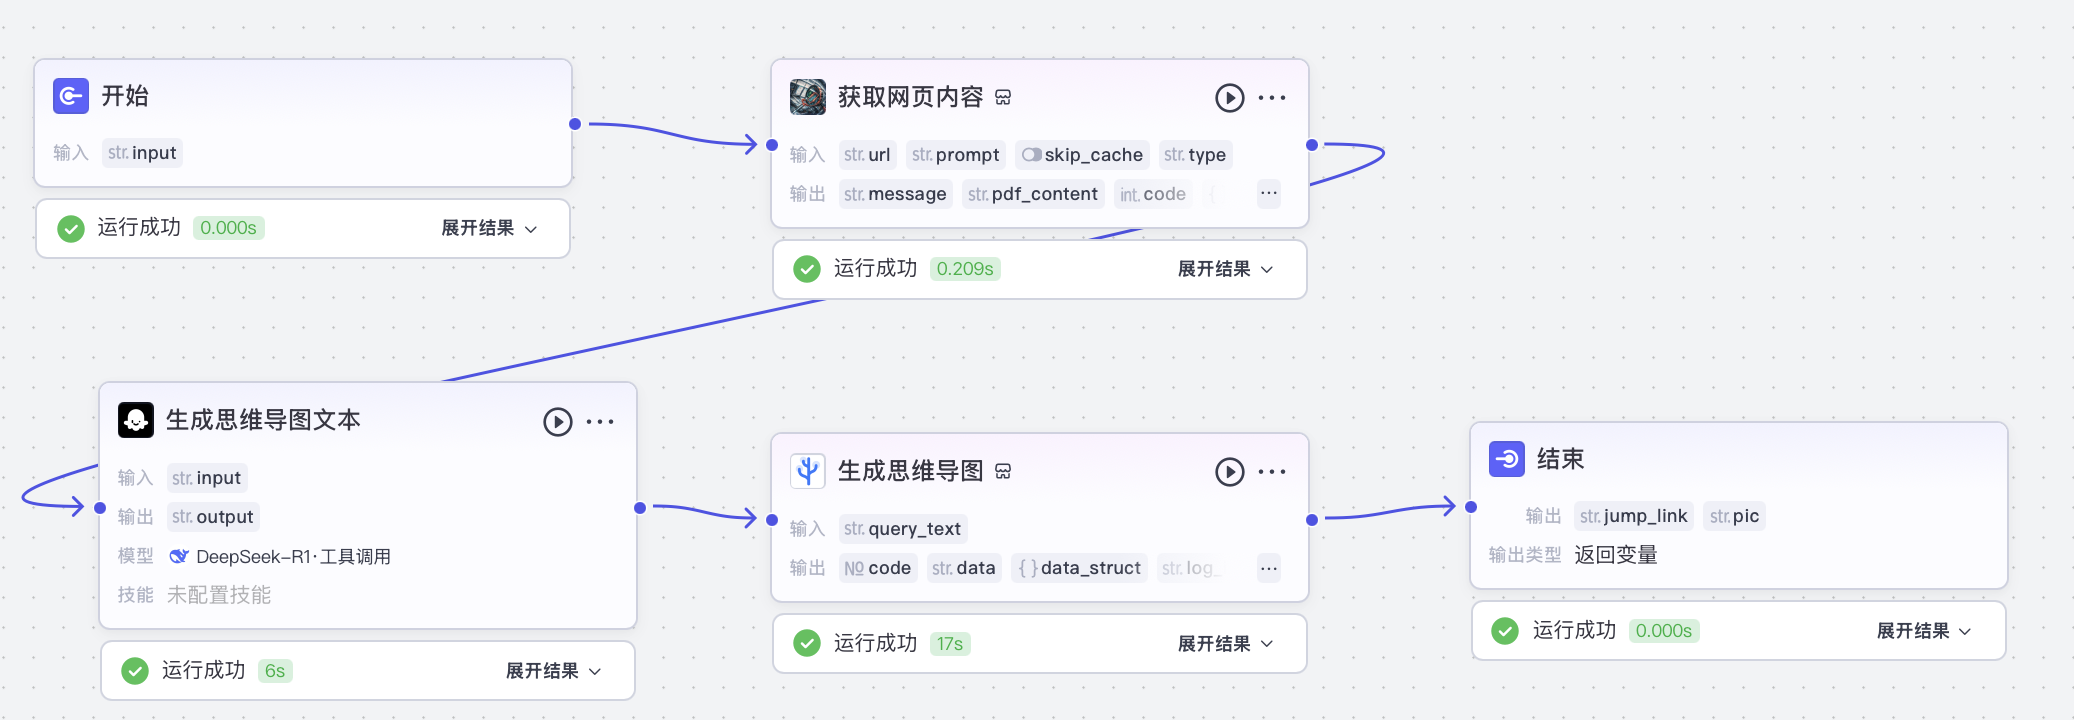 开始
输入 str. input
运行成功 0.000s 展开结果
获取网页内容
输入 str. url str. prompt skip_cache str. type
输出 str. message str. pdf_content int. code ...
运行成功 0.209s 展开结果
生成思维导图文本
输入 str. input
输出 str. output
模型 DeepSeek-R1·工具调用
技能 未配置技能
运行成功 6s 展开结果
生成思维导图
输入 str. query_text
输出 No code str. data { } data_struct str. log_ ...
运行成功 17s 展开结果
结束
输出 str. jump_link str. pic
输出类型 返回变量
运行成功 0.000s 展开结果